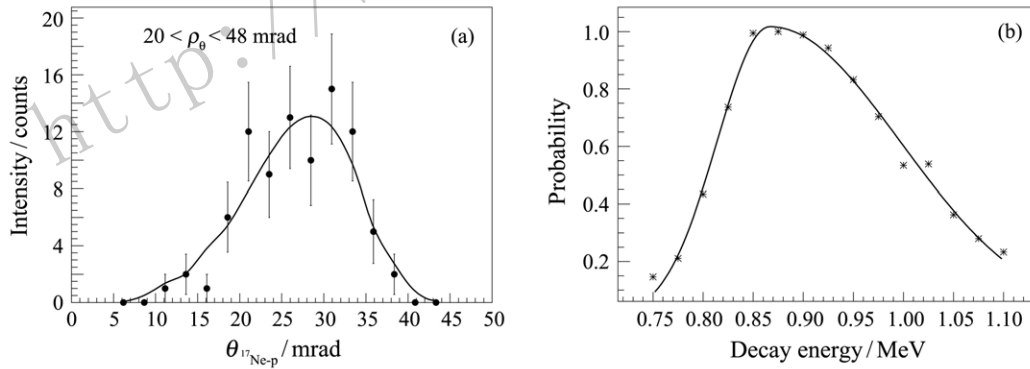 20
16
12
8
4
0
Intensity / counts
20 < ρθ < 48 mrad
(a)
0 5 10 15 20 25 30 35 40 45 50
θ17Ne-p / mrad
1.0
0.8
0.6
0.4
0.2
Probability
(b)
0.75 0.80 0.85 0.90 0.95 1.00 1.05 1.10
Decay energy / MeV
http://